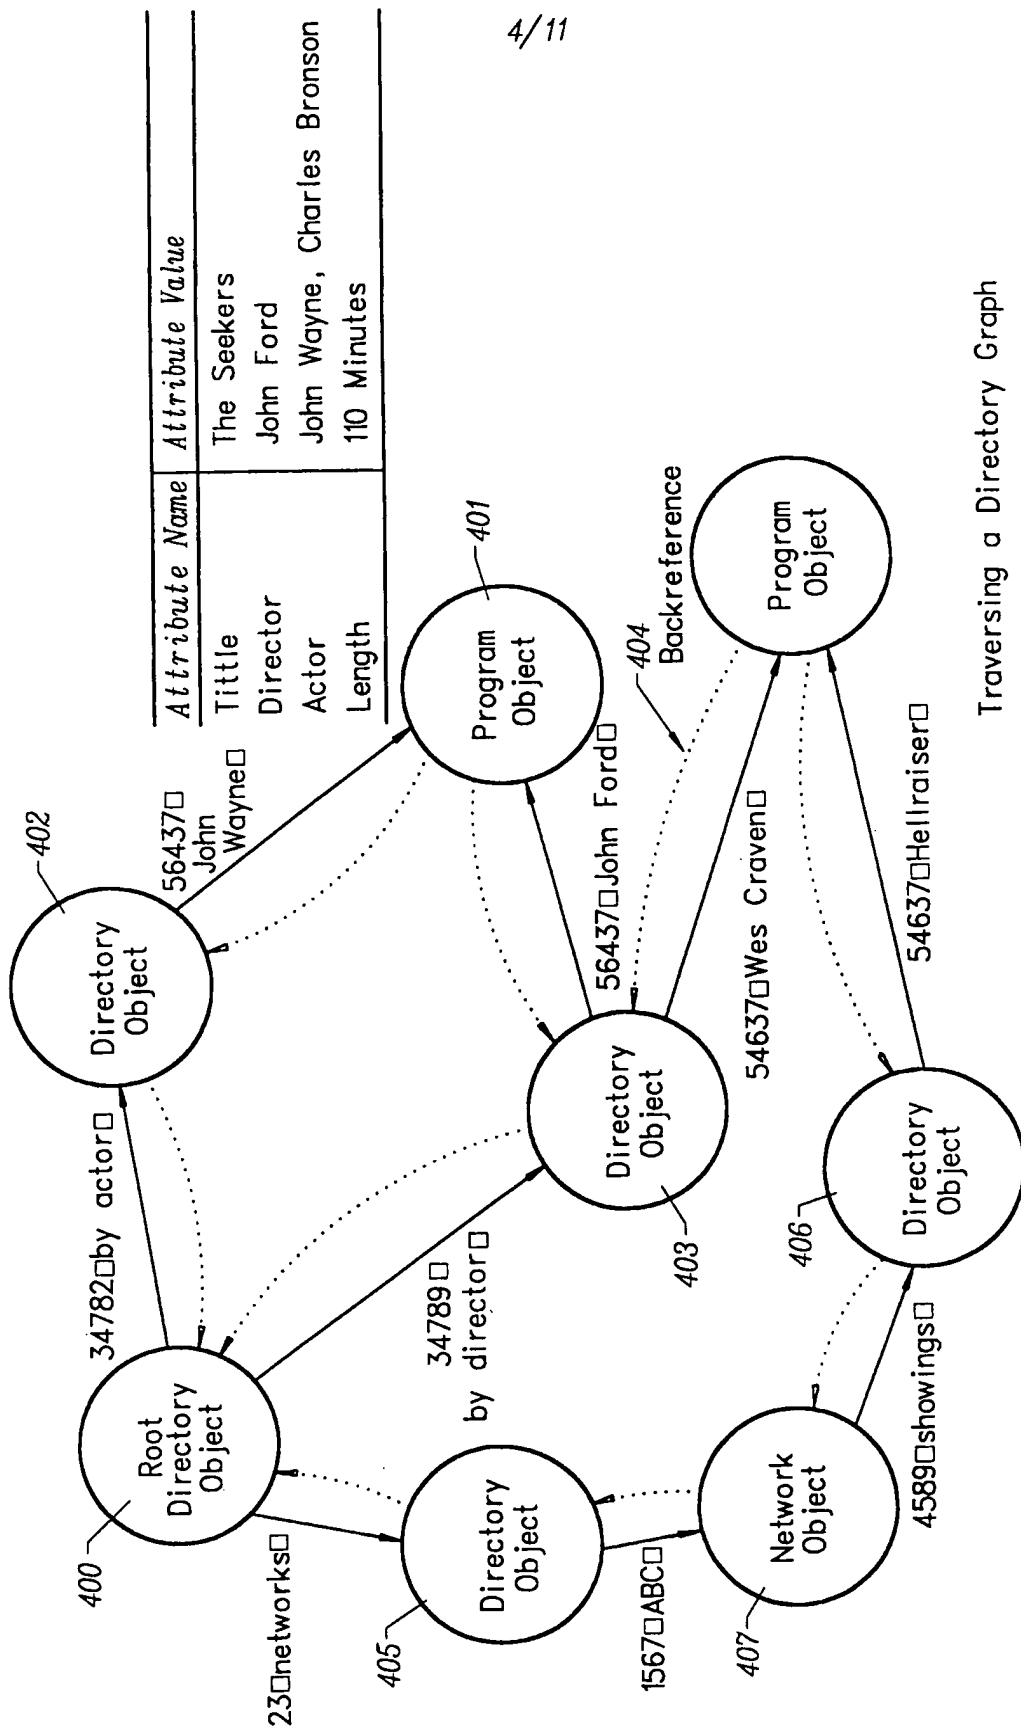 4/11
Attribute Name Attribute Value
Tittle The Seekers
Director John Ford
Actor John Wayne, Charles Bronson
Length 110 Minutes
402
Directory
Object
56437□
John
Wayne□
34782□by actor□
400
Root
Directory
Object
401
Program
Object
23□networks□
34789□
by director□
56437□John Ford□
404
Backreference
405
Directory
Object
403
Directory
Object
Program
Object
54637□Wes Craven□
1567□ABC□
407
Network
Object
406
Directory
Object
54637□Hellraiser□
4589□showings□
Traversing a Directory Graph